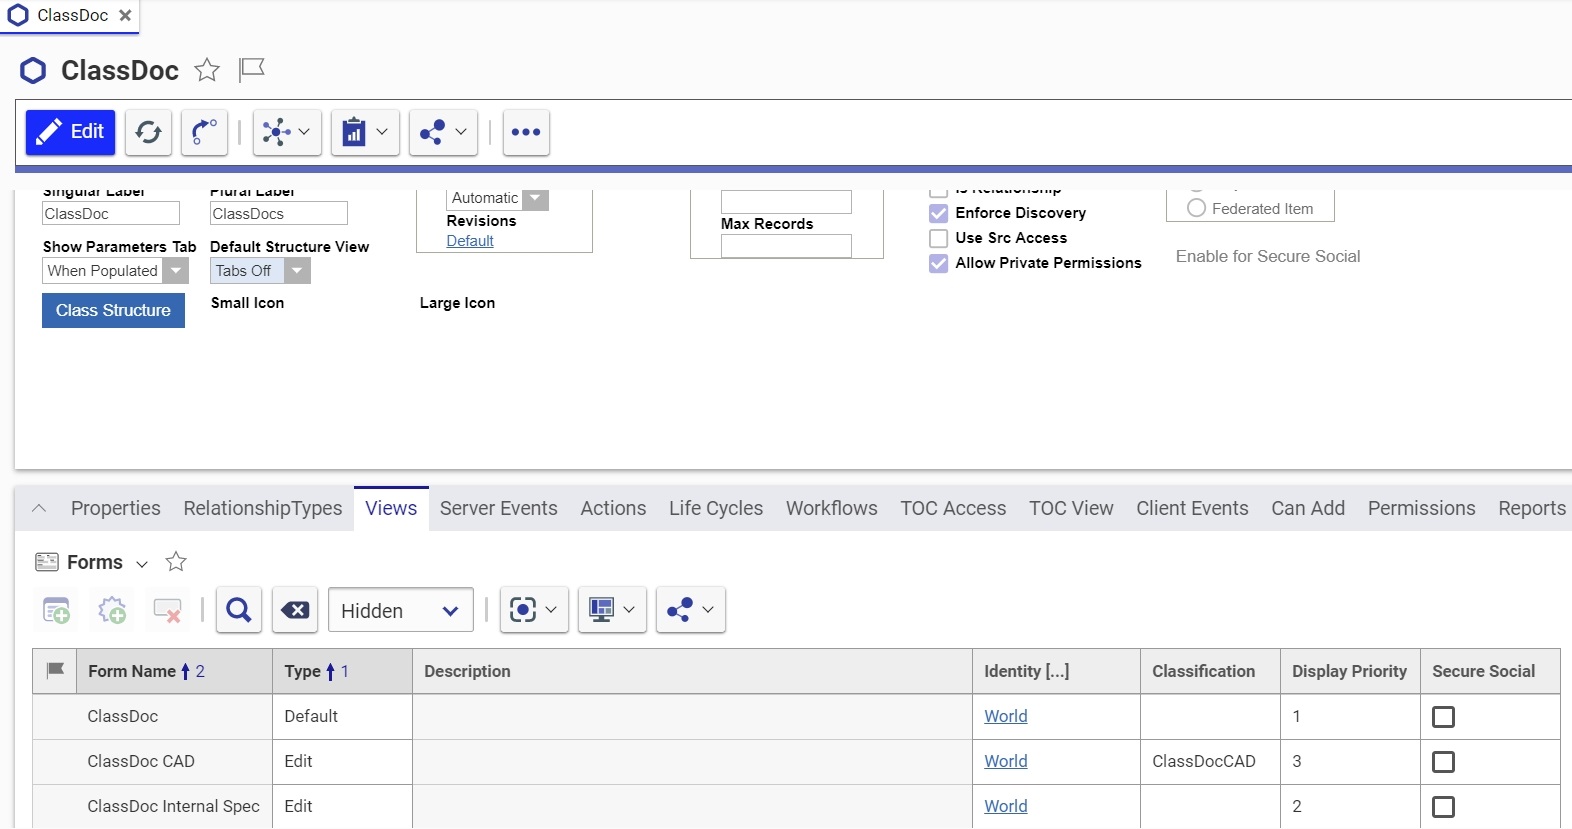 ClassDoc
ClassDoc
Edit
Singular Label Plural Label Automatic Is Relationship
ClassDoc ClassDocs Revisions Max Records Enforce Discovery Federated Item
Default Use Src Access
Show Parameters Tab Default Structure View Allow Private Permissions Enable for Secure Social
When Populated Tabs Off
Class Structure Small Icon Large Icon
Properties RelationshipTypes Views Server Events Actions Life Cycles Workflows TOC Access TOC View Client Events Can Add Permissions Reports
Forms
Hidden
Form Name 2 Type 1 Description Identity [...] Classification Display Priority Secure Social
ClassDoc Default World 1
ClassDoc CAD Edit World ClassDocCAD 3
ClassDoc Internal Spec Edit World 2